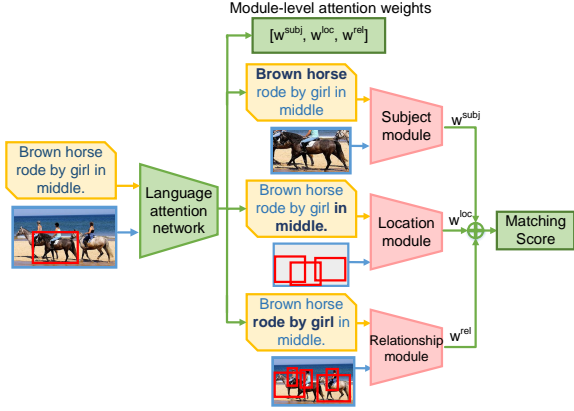 Module-level attention weights
[w^subj, w^loc, w^rel]
Brown horse
rode by girl in
middle
Subject
module
w^subj
Brown horse
rode by girl in
middle.
Language
attention
network
Brown horse
rode by girl in
middle.
Location
module
w^loc
Matching
Score
Brown horse
rode by girl in
middle.
Relationship
module
w^rel